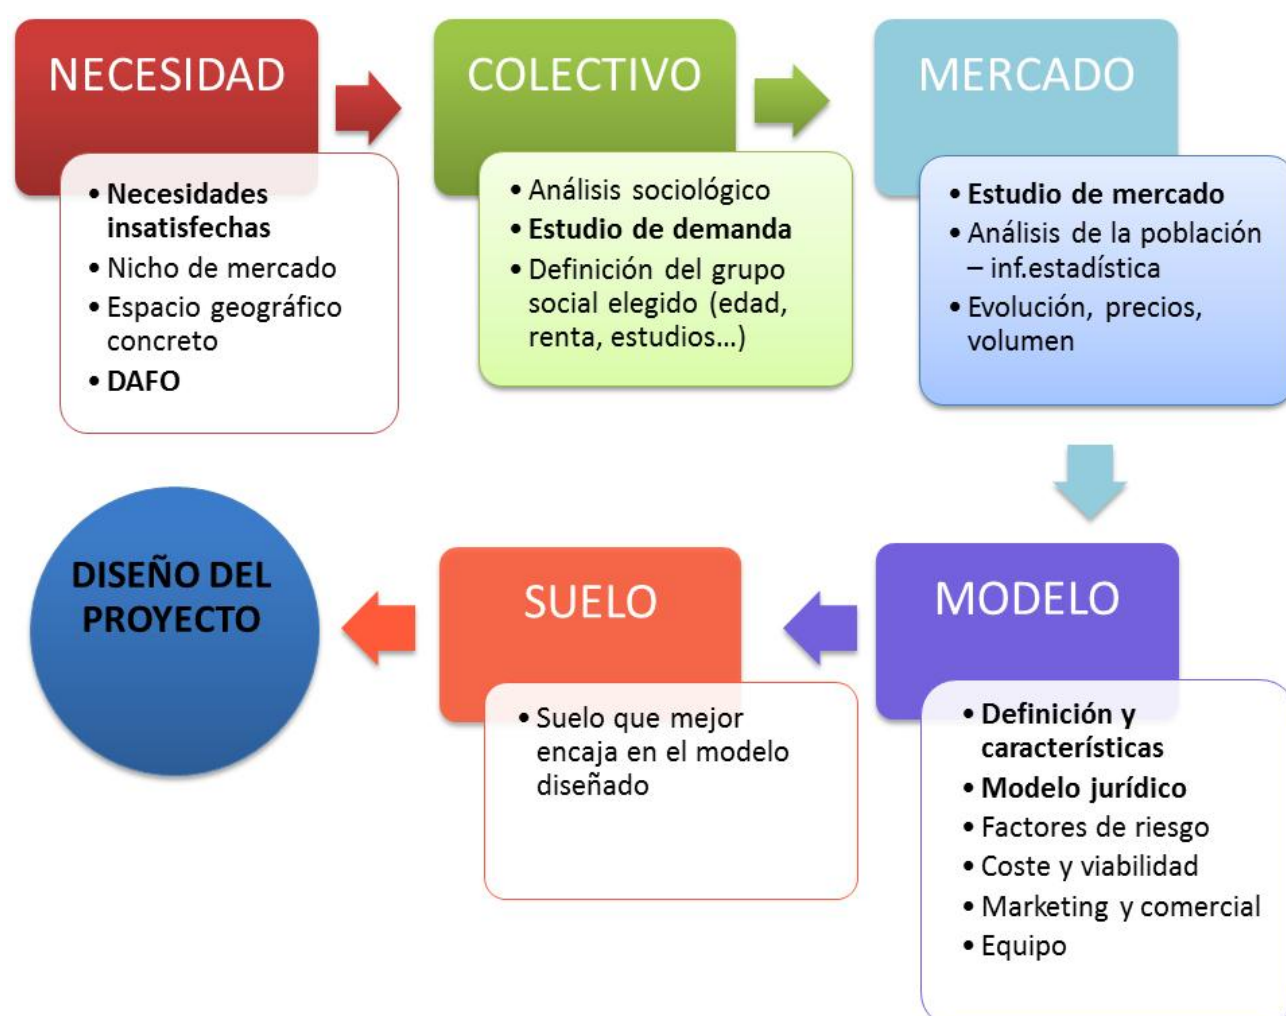 NECESIDAD
• Necesidades
insatisfechas
• Nicho de mercado
• Espacio geográfico
concreto
• DAFO
COLECTIVO
• Análisis sociológico
• Estudio de demanda
• Definición del grupo
social elegido (edad,
renta, estudios...)
MERCADO
• Estudio de mercado
• Análisis de la población
– inf.estadística
• Evolución, precios,
volumen
MODELO
• Definición y
característícas
• Modelo jurídico
• Factores de riesgo
• Coste y viabilidad
• Marketing y comercial
• Equipo
SUELO
• Suelo que mejor
encaja en el modelo
diseñado
DISEÑO DEL
PROYECTO